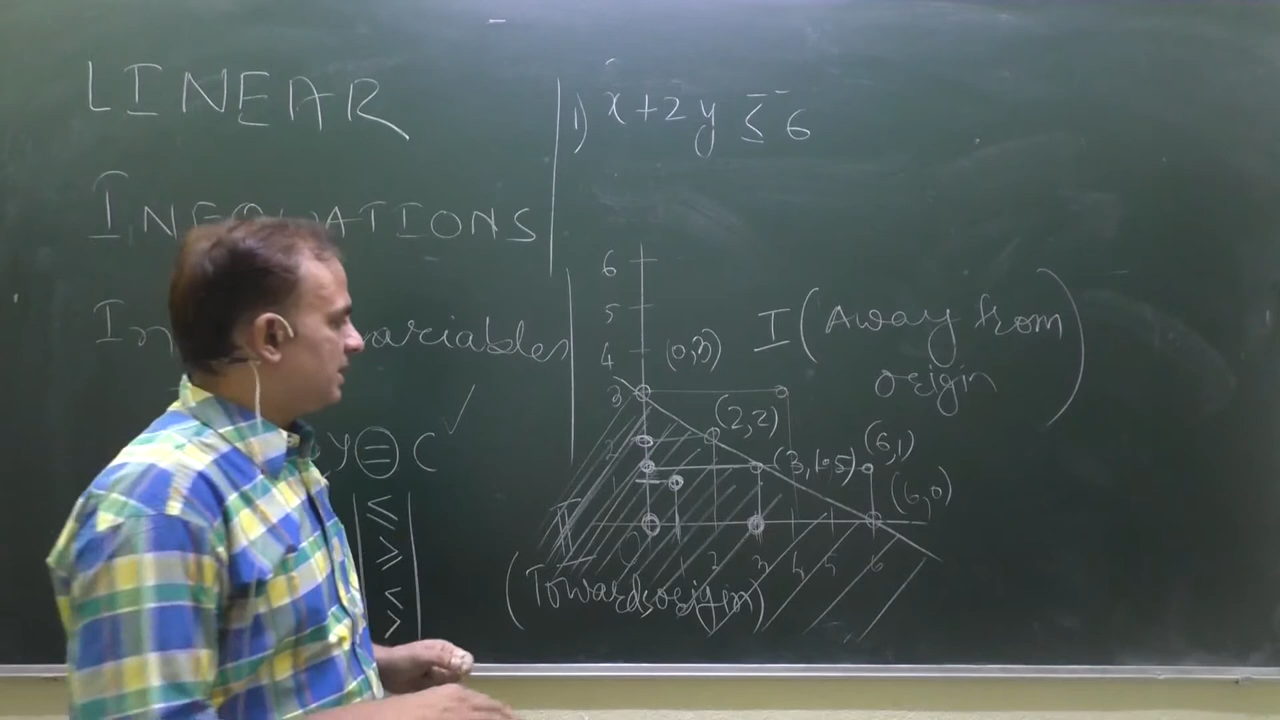 LINEAR
INEQUATIONS
In variables
y = C
≤
≥
<
>
1) x+2y ≤ 6
6
5
4
3
2
1
(0,3)
I (Away from
origin)
(2,2)
(3,1.5)
(6,1)
(6,0)
II
O 2 3 4 5 6
(Towards origin)